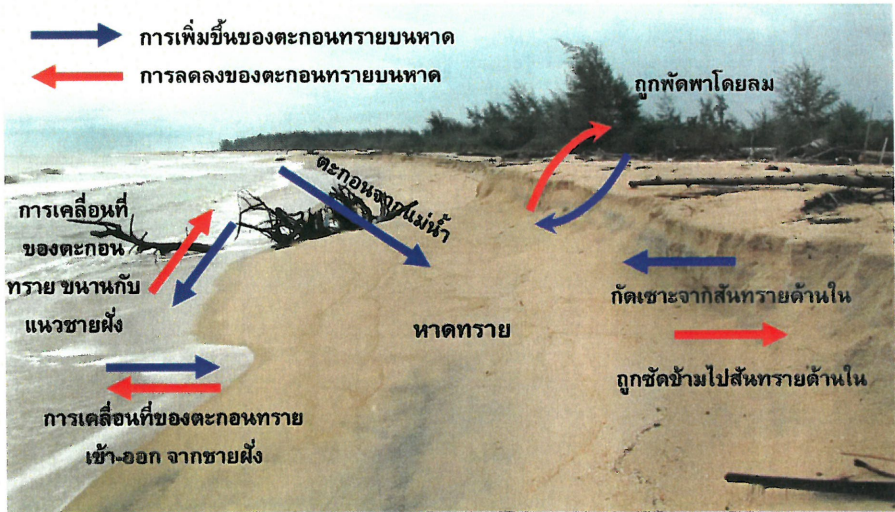 การเพิ่มขึ้นของตะกอนทรายบนหาด
การลดลงของตะกอนทรายบนหาด
ถูกพัดพาโดยลม
ตะกอนจากแม่น้ำ
การเคลื่อนที่
ของตะกอน
ทราย ขนานกับ
แนวชายฝั่ง
กัดเซาะจากสันทรายด้านใน
หาดทราย
ถูกซัดข้ามไปสันทรายด้านใน
การเคลื่อนที่ของตะกอนทราย
เข้า-ออก จากชายฝั่ง